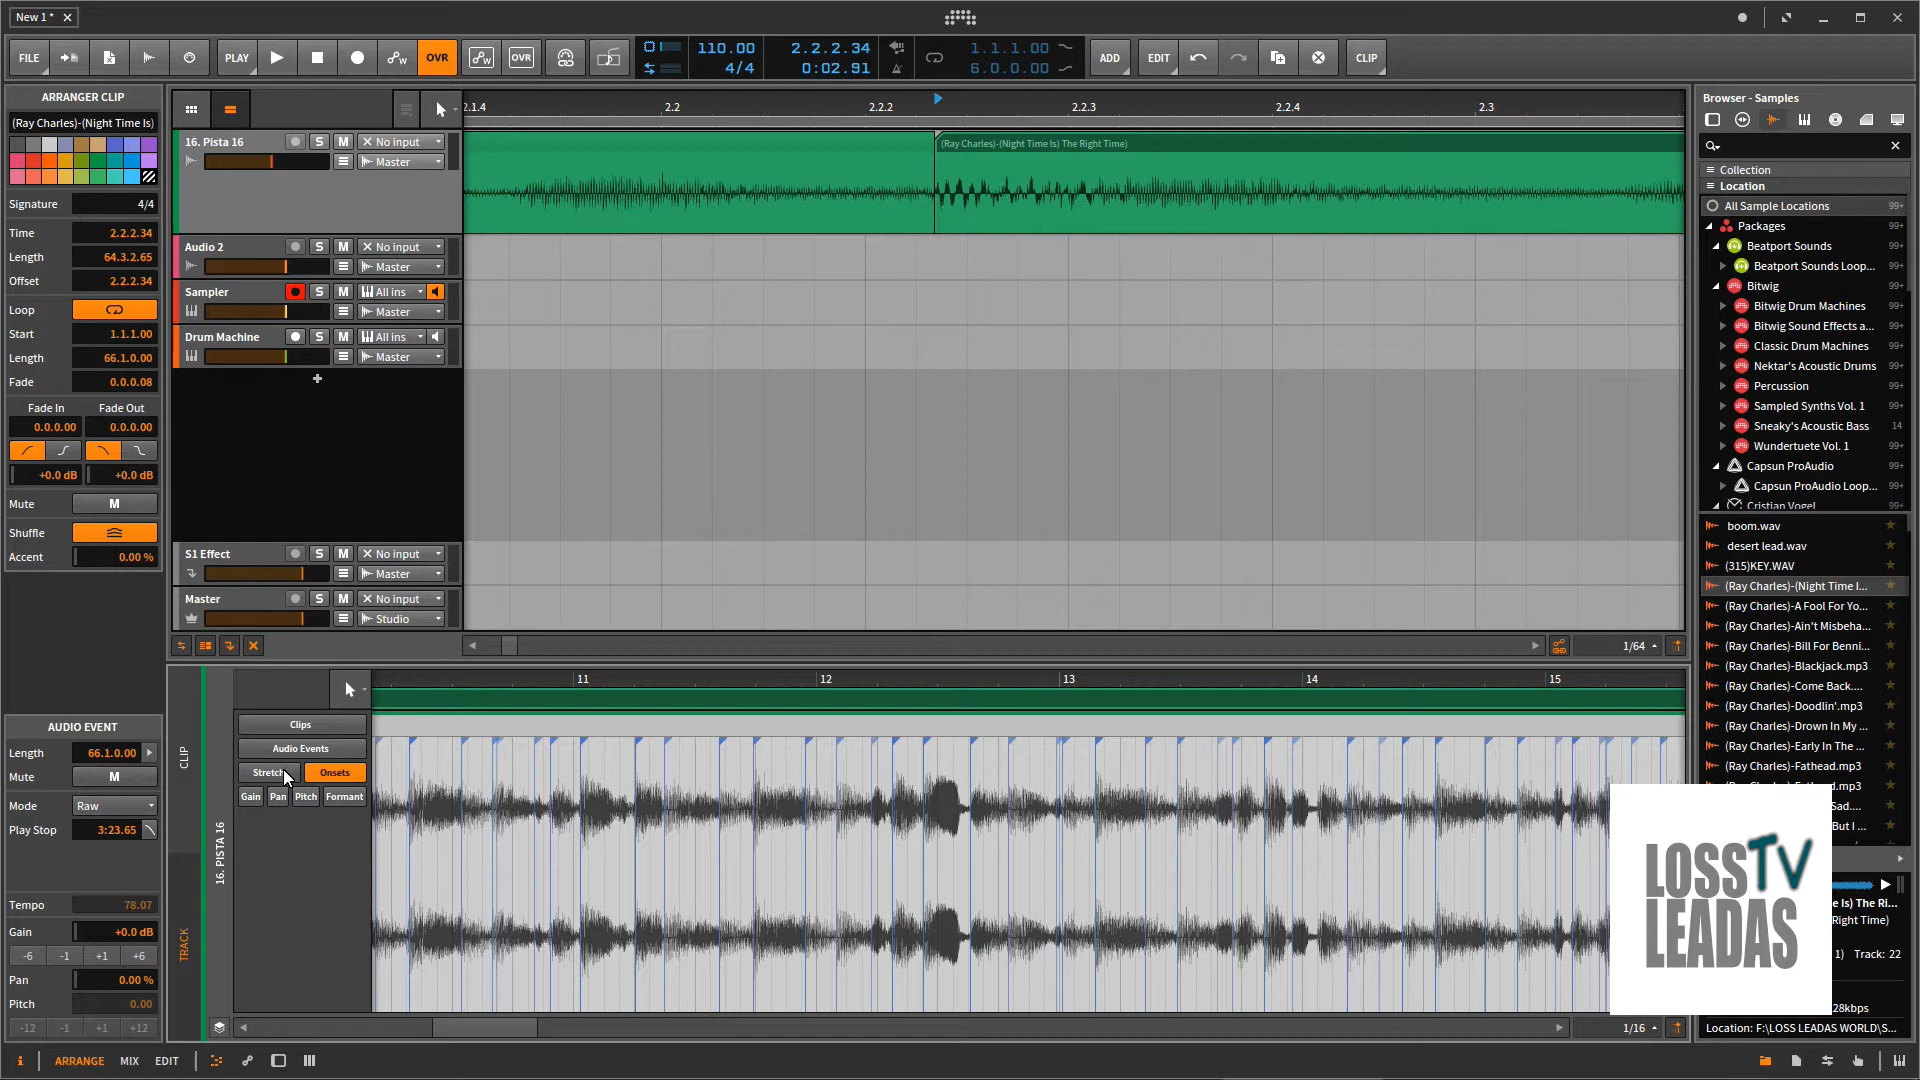 New 1 *
FILE
PLAY
OVR
OVR
110.00
4/4
2.2.2.34
0:02.91
1.1.1.00
6.0.0.00
ADD
EDIT
CLIP
ARRANGER CLIP
(Ray Charles)-(Night Time Is)
Signature 4/4
Time 2.2.2.34
Length 64.3.2.65
Offset 2.2.2.34
Loop
Start 1.1.1.00
Length 66.1.0.00
Fade 0.0.0.08
Fade In Fade Out
0.0.0.00 0.0.0.00
+0.0 dB +0.0 dB
Mute M
Shuffle
Accent 0.00 %
AUDIO EVENT
Length 66.1.0.00
Mute M
Mode Raw
Play Stop 3:23.65
Tempo 78.07
Gain +0.0 dB
-6 -1 +1 +6
Pan 0.00 %
Pitch 0.00
-12 -1 +1 +12
2.1.4 2.2 2.2.2 2.2.3 2.2.4 2.3
16. Pista 16 S M No input
Master
(Ray Charles)-(Night Time Is) The Right Time)
Audio 2 S M No input
Master
Sampler S M All ins
Master
Drum Machine S M All ins
Master
S1 Effect S M No input
Master
Master S M No input
Studio
1/64
CLIP
TRACK
16. PISTA 16
11 12 13 14 15
Clips
Audio Events
Stretch Onsets
Gain Pan Pitch Formant
1/16
Browser - Samples
Collection
Location
All Sample Locations 99+
Packages 99+
Beatport Sounds 99+
Beatport Sounds Loop... 99+
Bitwig 99+
Bitwig Drum Machines 99+
Bitwig Sound Effects a... 99+
Classic Drum Machines 99+
Nektar's Acoustic Drums 99+
Percussion 99+
Sampled Synths Vol. 1 99+
Sneaky's Acoustic Bass 14
Wundertuete Vol. 1 99+
Capsun ProAudio 99+
Capsun ProAudio Loop... 99+
Cristian Vogel
boom.wav
desert lead.wav
(315)KEY.WAV
(Ray Charles)-(Night Time I...
(Ray Charles)-A Fool For Yo...
(Ray Charles)-Ain't Misbeha...
(Ray Charles)-Bill For Benni...
(Ray Charles)-Blackjack.mp3
(Ray Charles)-Come Back....
(Ray Charles)-Doodlin'.mp3
(Ray Charles)-Drown In My ...
(Ray Charles)-Early In The ...
(Ray Charles)-Fathead.mp3
.mp3
Sad....
But I ...
e Is) The Ri...
Right Time)
1) Track: 22
28kbps
Location: F:\LOSS LEADAS WORLD\S...
LOSS TV
LEADAS
ARRANGE MIX EDIT